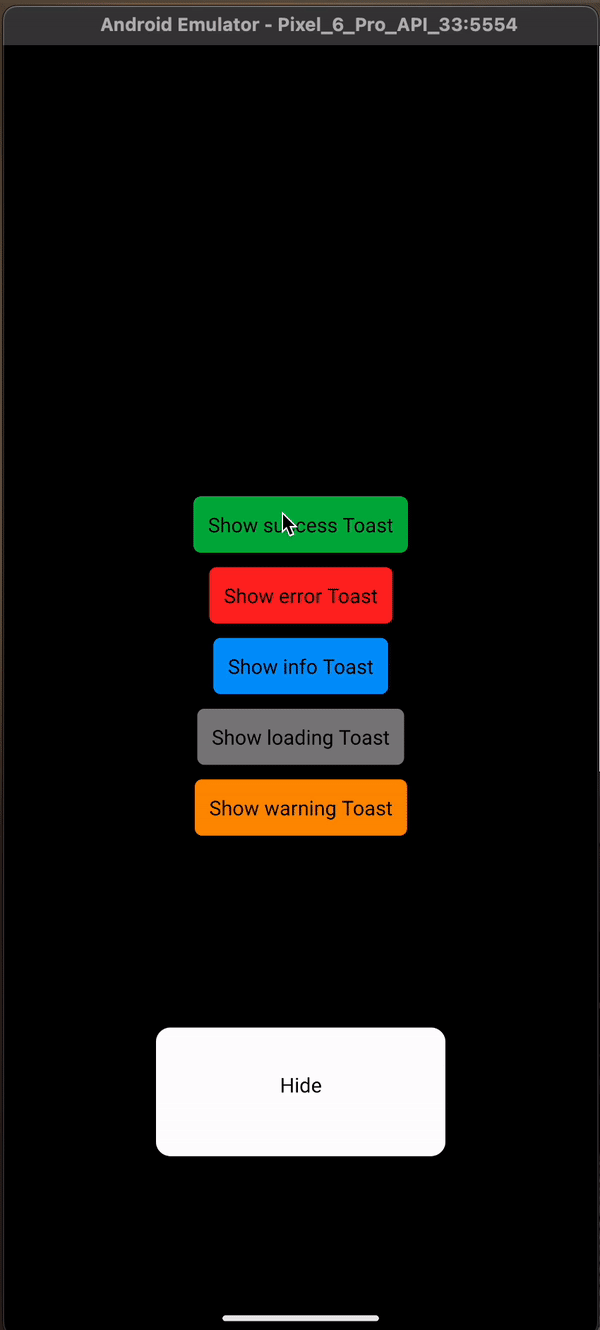 Android Emulator - Pixel_6_Pro_API_33:5554
Show success Toast
Show error Toast
Show info Toast
Show loading Toast
Show warning Toast
Hide